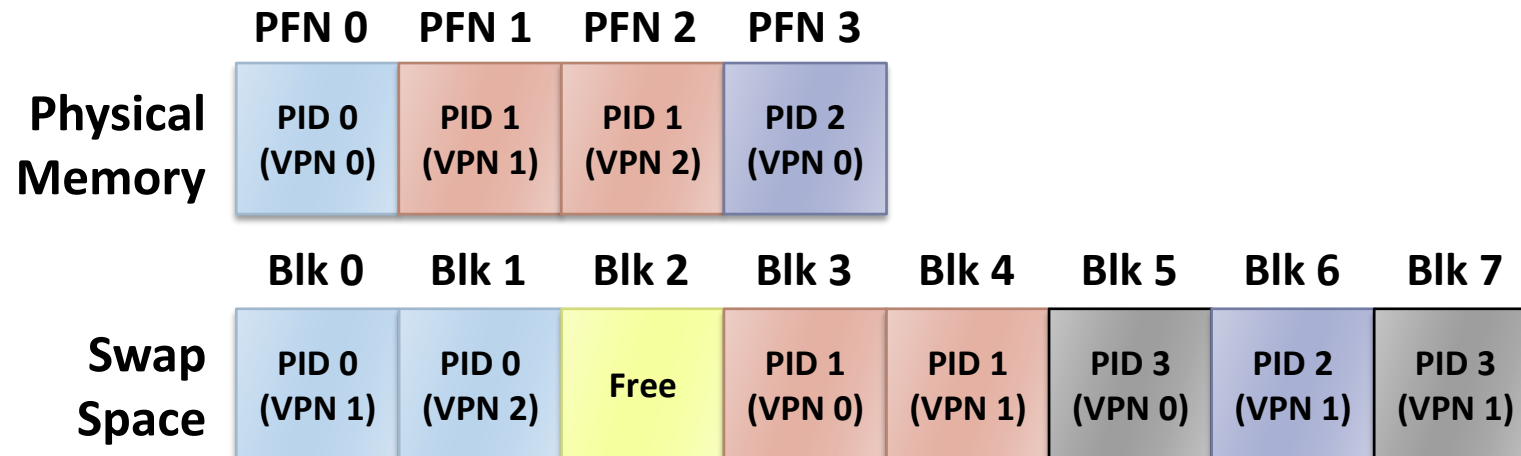 PFN 0 PFN 1 PFN 2 PFN 3
Physical
Memory
PID 0
(VPN 0)
PID 1
(VPN 1)
PID 1
(VPN 2)
PID 2
(VPN 0)
Blk 0 Blk 1 Blk 2 Blk 3 Blk 4 Blk 5 Blk 6 Blk 7
Swap
Space
PID 0
(VPN 1)
PID 0
(VPN 2)
Free
PID 1
(VPN 0)
PID 1
(VPN 1)
PID 3
(VPN 0)
PID 2
(VPN 1)
PID 3
(VPN 1)